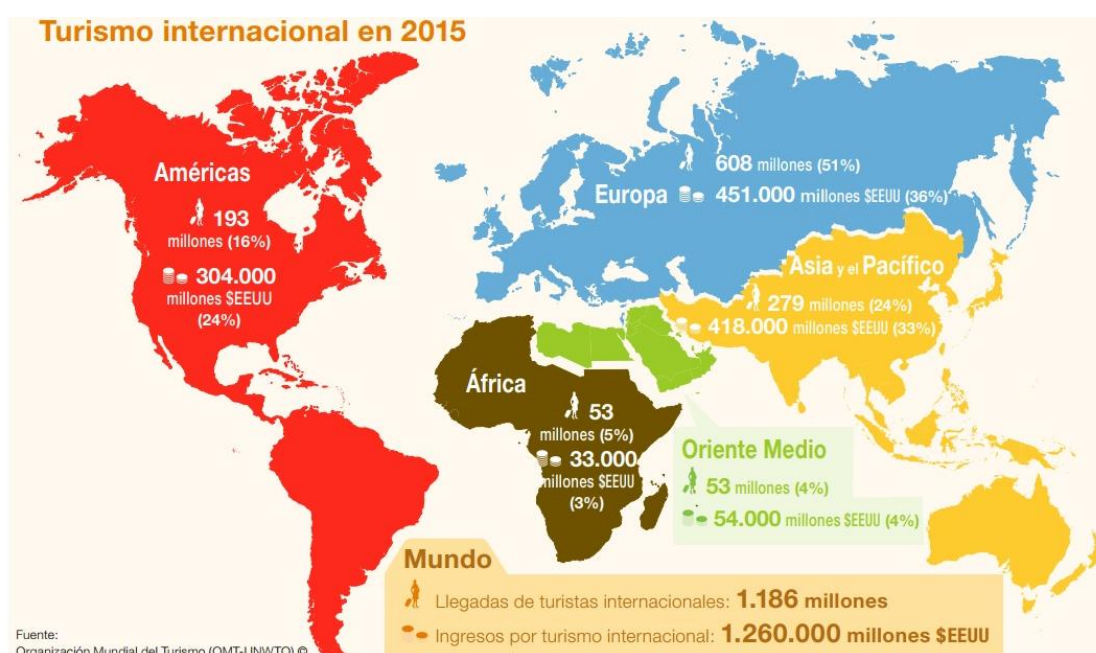 Turismo internacional en 2015
Américas
193
millones (16%)
304.000
millones $EEUU
(24%)
Europa
608 millones (51%)
451.000 millones $EEUU (36%)
Asia y el Pacífico
279 millones (24%)
418.000 millones $EEUU (33%)
África
53
millones (5%)
33.000
millones $EEUU
(3%)
Oriente Medio
53 millones (4%)
54.000 millones $EEUU (4%)
Mundo
Llegadas de turistas internacionales: 1.186 millones
Ingresos por turismo internacional: 1.260.000 millones $EEUU
Fuente:
Organización Mundial del Turismo (OMT-UNWTO) ©